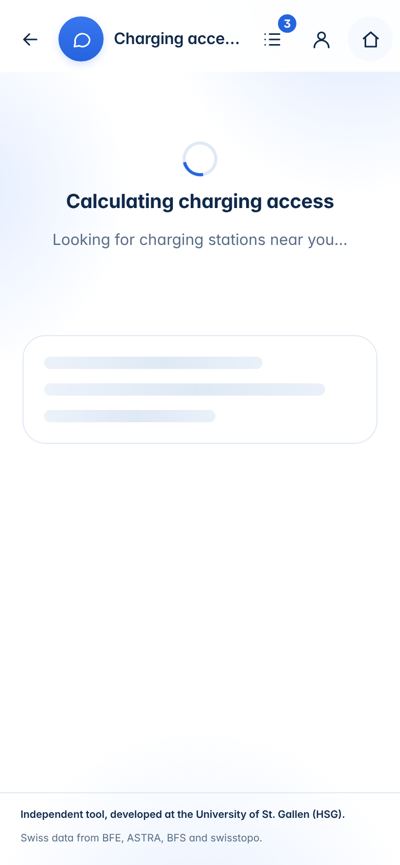 Charging acce...
3
Calculating charging access
Looking for charging stations near you...
Independent tool, developed at the University of St. Gallen (HSG).
Swiss data from BFE, ASTRA, BFS and swisstopo.